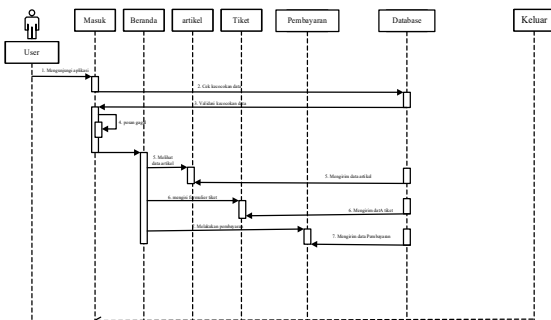 Masuk
Beranda
artikel
Tiket
Pembayaran
Database
Keluar
User
1. Mengunjungi aplikasi
2. Cek kecocokan data
3. Validasi kecocokan data
4. pesan gagal
5. Melihat
data artikel
5. Mengirim data artikel
6. mengisi formulier tiket
6. Mengirim datA tiket
Melakukan pembayaran
7. Mengirim data Pembayaran